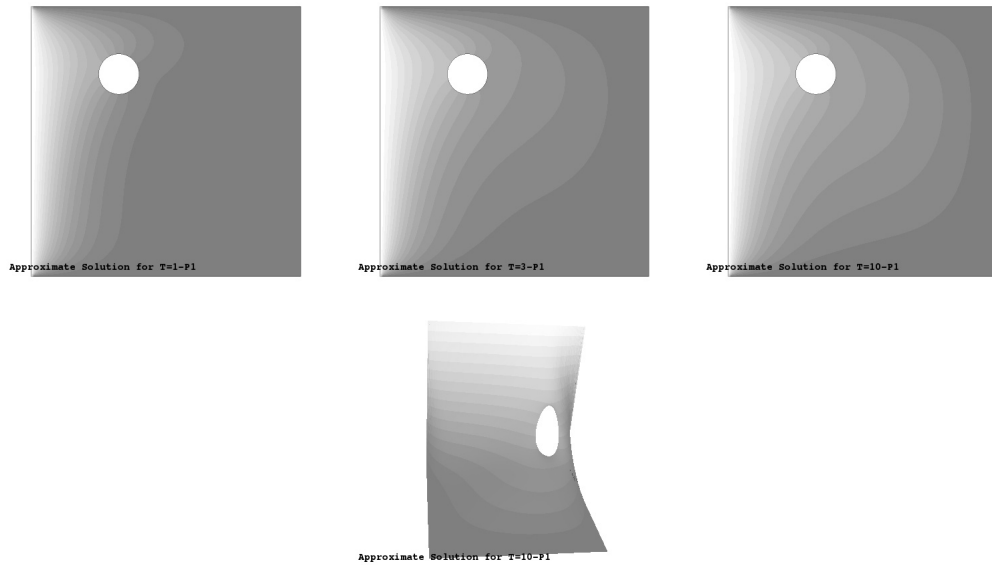 Approximate Solution for T=1-P1
Approximate Solution for T=3-P1
Approximate Solution for T=10-P1
Approximate Solution for T=10-P1